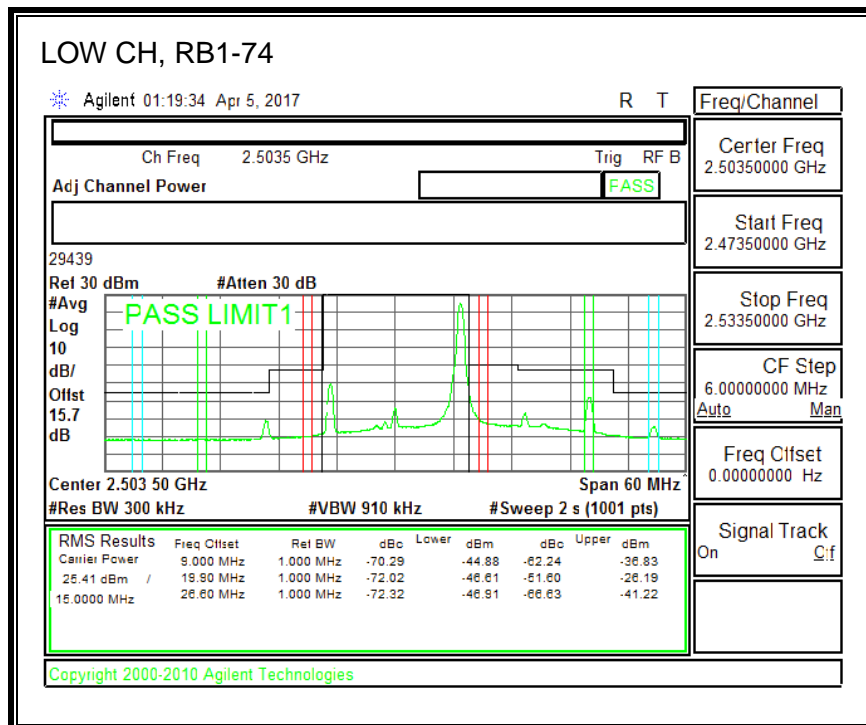 LOW CH, RB1-74
Agilent 01:19:34 Apr 5, 2017 R T
Freq/Channel
Ch Freq 2.5035 GHz Trig RF B
Adj Channel Power PASS
Center Freq
2.50350000 GHz
Start Freq
2.47350000 GHz
Stop Freq
2.53350000 GHz
CF Step
6.00000000 MHz
Auto Man
Freq Offset
0.00000000 Hz
Signal Track
On Off
29439
Ref 30 dBm #Atten 30 dB
#Avg
Log
10
dB/
Offst
15.7
dB
PASS LIMIT1
Center 2.503 50 GHz Span 60 MHz^
#Res BW 300 kHz #VBW 910 kHz #Sweep 2 s (1001 pts)
RMS Results Freq Offset Ref BW dBc Lower dBm dBc Upper dBm
Carrier Power 9.000 MHz 1.000 MHz -70.29 -44.88 -62.24 -36.83
25.41 dBm / 19.90 MHz 1.000 MHz -72.02 -46.61 -51.60 -26.19
15.0000 MHz 26.60 MHz 1.000 MHz -72.32 -46.91 -66.63 -41.22
Copyright 2000-2010 Agilent Technologies